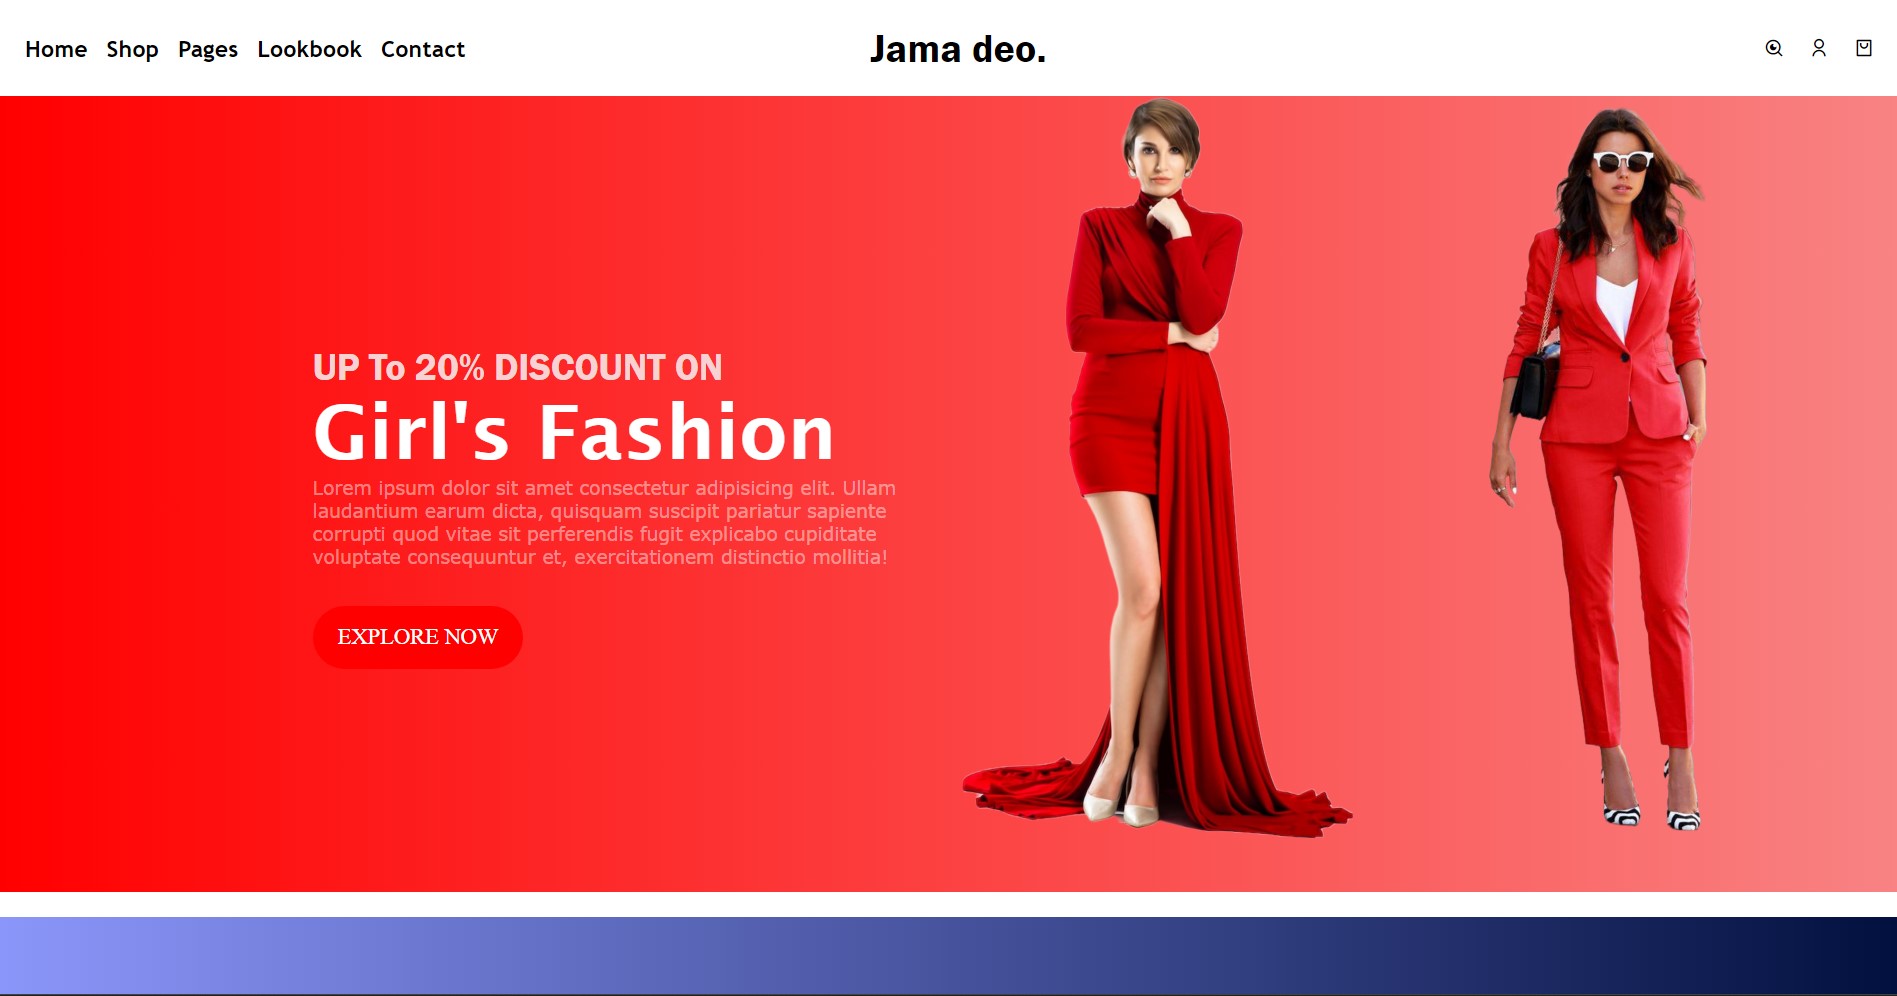 Home Shop Pages Lookbook Contact
Jama deo.
UP To 20% DISCOUNT ON
Girl's Fashion
Lorem ipsum dolor sit amet consectetur adipisicing elit. Ullam
laudantium earum dicta, quisquam suscipit pariatur sapiente
corrupti quod vitae sit perferendis fugit explicabo cupiditate
voluptate consequuntur et, exercitationem distinctio mollitia!
EXPLORE NOW